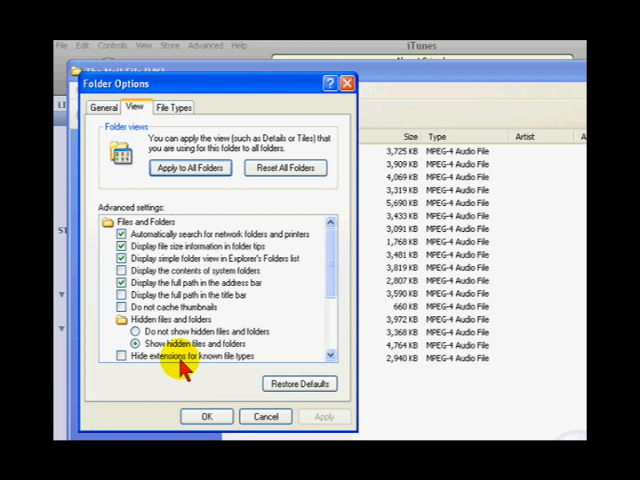 File Edit Controls View Store Advanced Help
iTunes
The Nail File [UK]
Folder Options
General View File Types
Folder views
You can apply the view (such as Details or Tiles) that
you are using for this folder to all folders.
Apply to All Folders Reset All Folders
Advanced settings:
Files and Folders
Automatically search for network folders and printers
Display file size information in folder tips
Display simple folder view in Explorer's Folders list
Display the contents of system folders
Display the full path in the address bar
Display the full path in the title bar
Do not cache thumbnails
Hidden files and folders
Do not show hidden files and folders
Show hidden files and folders
Hide extensions for known file types
Restore Defaults
OK Cancel Apply
Size Type Artist A
3,725 KB MPEG-4 Audio File
3,909 KB MPEG-4 Audio File
4,069 KB MPEG-4 Audio File
3,319 KB MPEG-4 Audio File
5,690 KB MPEG-4 Audio File
3,433 KB MPEG-4 Audio File
3,091 KB MPEG-4 Audio File
1,768 KB MPEG-4 Audio File
3,481 KB MPEG-4 Audio File
3,819 KB MPEG-4 Audio File
2,807 KB MPEG-4 Audio File
3,590 KB MPEG-4 Audio File
660 KB MPEG-4 Audio File
3,972 KB MPEG-4 Audio File
3,368 KB MPEG-4 Audio File
4,764 KB MPEG-4 Audio File
2,940 KB MPEG-4 Audio File
LI
ST